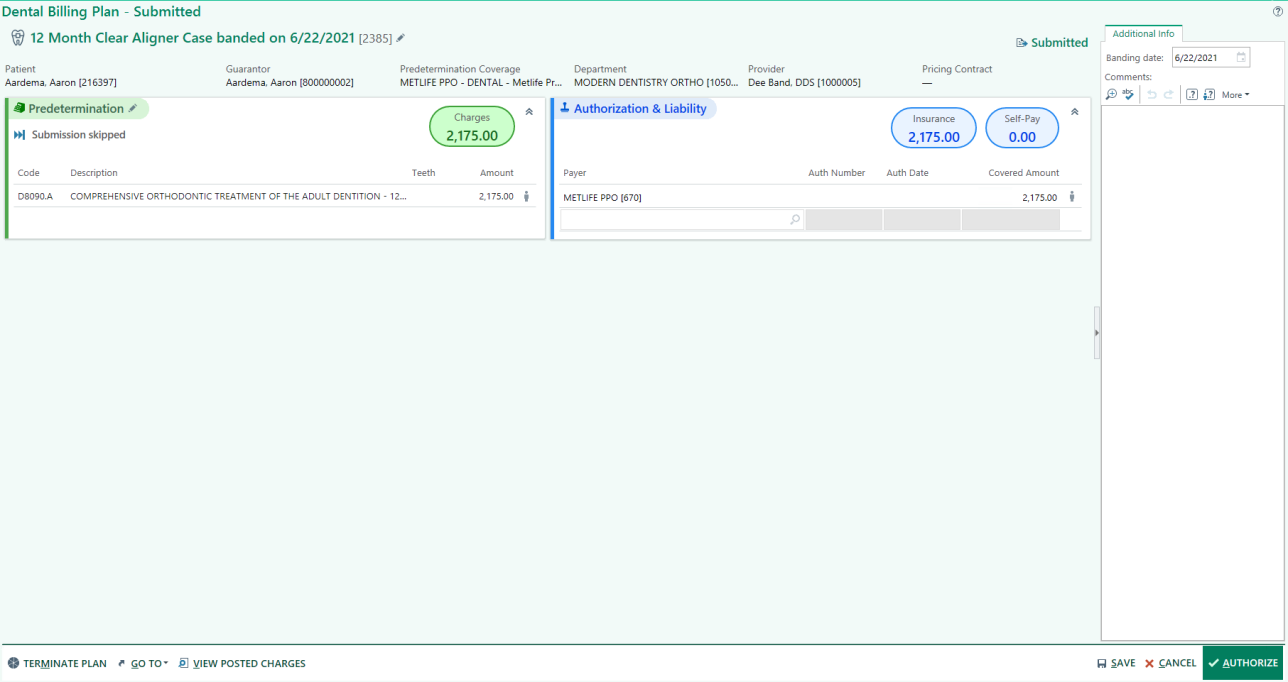 Dental Billing Plan - Submitted
12 Month Clear Aligner Case banded on 6/22/2021 [2385]
Submitted
Patient Guarantor Predetermination Coverage Department Provider Pricing Contract
Aardema, Aaron [216397] Aardema, Aaron [800000002] METLIFE PPO - DENTAL - Metlife Pr... MODERN DENTISTRY ORTHO [1050... Dee Band, DDS [1000005] —
Predetermination
Submission skipped
Charges
2,175.00
Code Description Teeth Amount
D8090.A COMPREHENSIVE ORTHODONTIC TREATMENT OF THE ADULT DENTITION - 12... 2,175.00
Authorization & Liability
Insurance
2,175.00
Self-Pay
0.00
Payer Auth Number Auth Date Covered Amount
METLIFE PPO [670] 2,175.00
Additional Info
Banding date: 6/22/2021
Comments:
abc
More
TERMINATE PLAN GO TO VIEW POSTED CHARGES SAVE CANCEL AUTHORIZE